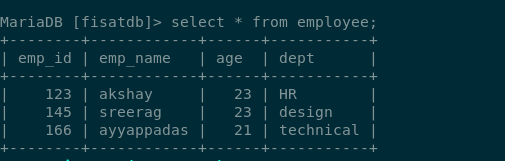 MariaDB [fisatdb]> select * from employee;
+--------+------------+------+-----------+
| emp_id | emp_name   | age  | dept      |
+--------+------------+------+-----------+
|    123 | akshay     |   23 | HR        |
|    145 | sreerag    |   23 | design    |
|    166 | ayyappadas |   21 | technical |
+--------+------------+------+-----------+